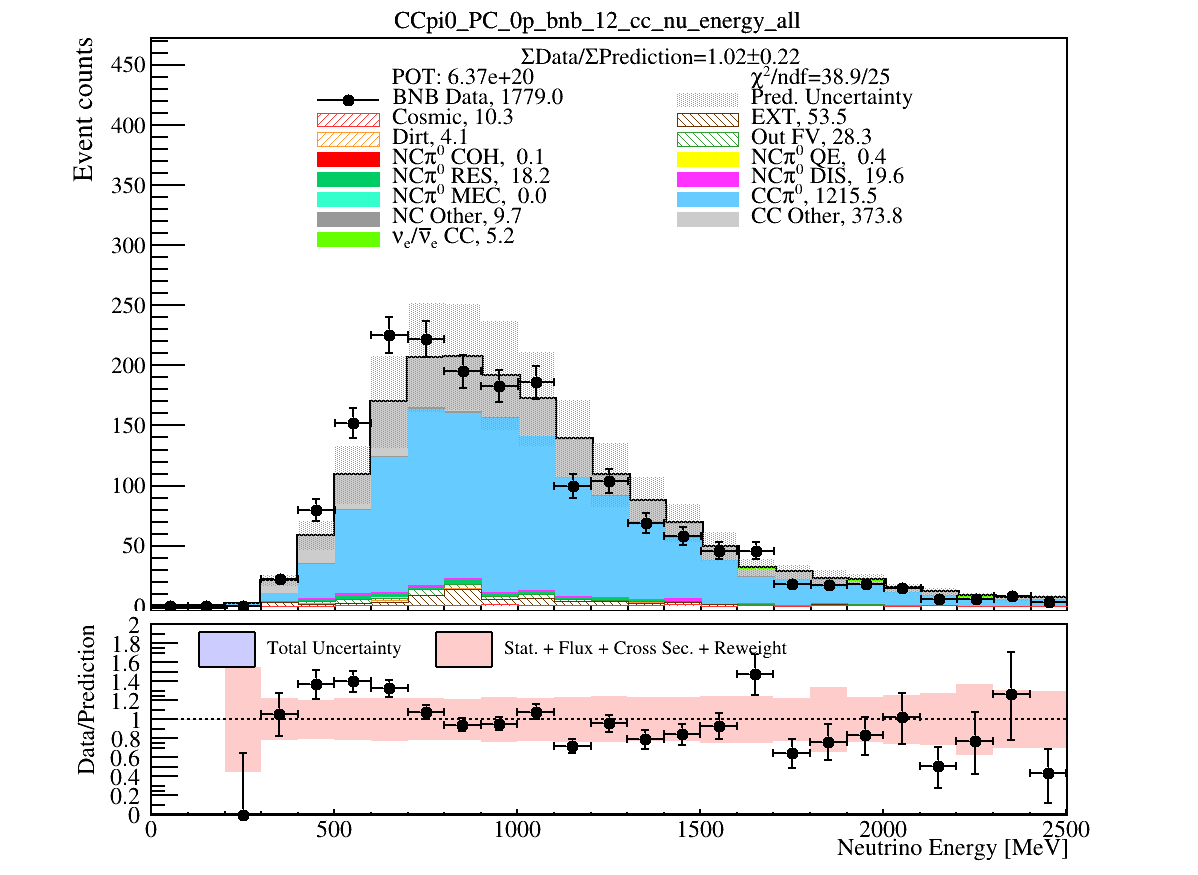 CCpi0_PC_0p_bnb_12_cc_nu_energy_all
ΣData/ΣPrediction=1.02±0.22
POT: 6.37e+20
χ²/ndf=38.9/25
BNB Data, 1779.0
Pred. Uncertainty
Cosmic, 10.3
EXT, 53.5
Dirt, 4.1
Out FV, 28.3
NCπ⁰ COH, 0.1
NCπ⁰ QE, 0.4
NCπ⁰ RES, 18.2
NCπ⁰ DIS, 19.6
NCπ⁰ MEC, 0.0
CCπ⁰, 1215.5
NC Other, 9.7
CC Other, 373.8
νₑ/ν̅ₑ CC, 5.2
Event counts
450
400
350
300
250
200
150
100
50
0
Total Uncertainty
Stat. + Flux + Cross Sec. + Reweight
Data/Prediction
2
1.8
1.6
1.4
1.2
1
0.8
0.6
0.4
0.2
0
0 500 1000 1500 2000 2500
Neutrino Energy [MeV]